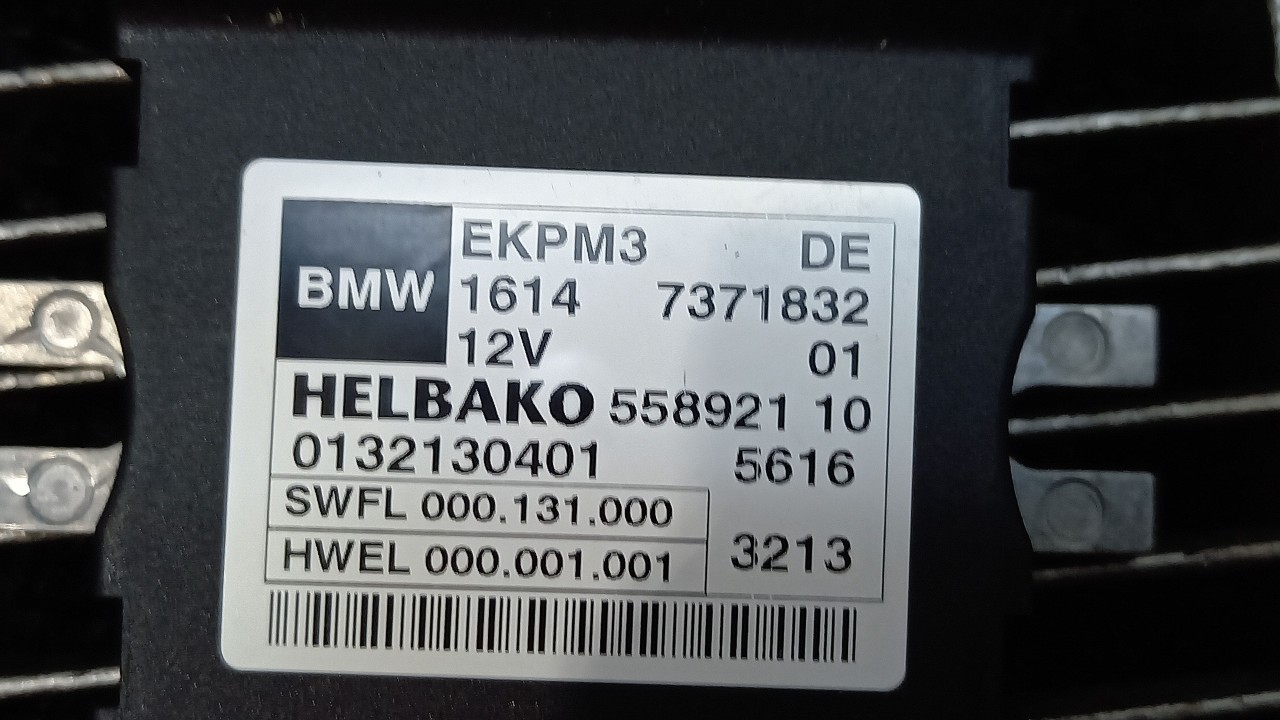 BMW
EKPM3 DE
1614 7371832
12V 01
HELBAKO 558921 10
0132130401 5616
SWFL 000.131.000
HWEL 000.001.001 3213